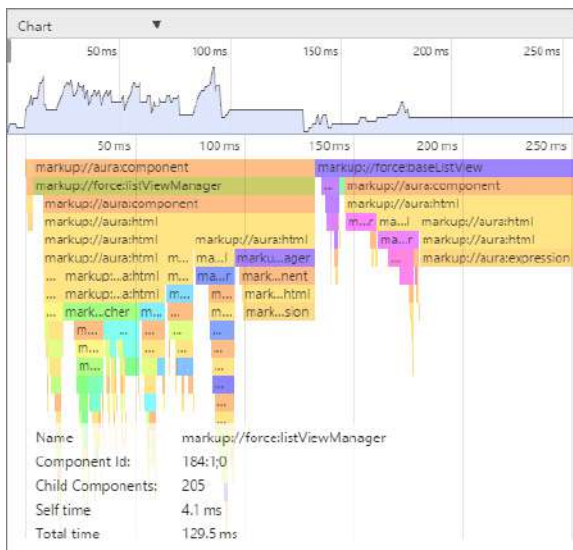 Chart ▼
50 ms 100 ms 150 ms 200 ms 250 ms
50 ms 100 ms 150 ms 200 ms 250 ms
markup://aura:component markup://force:baseListView
markup://force:listViewManager ... markup://aura:component
markup://aura:component markup://aura:html
markup://aura:html m...r ma...l markup://aura:html
markup://aura:html markup://aura:html ma...r markup://aura:html
markup://aura:html m... ma...l marku...ager ... markup://aura:expression
... markup:...a:html m... ma...r mark...nent
... markup:...a:html m... m... mark...html
... mark...cher m... m... m... mark...sion
m... ... ... ... ...
m... ... ... ...
m... ... ...
...
...
...
Name markup://force:listViewManager
Component Id: 184:1;0
Child Components: 205
Self time 4.1 ms
Total time 129.5 ms